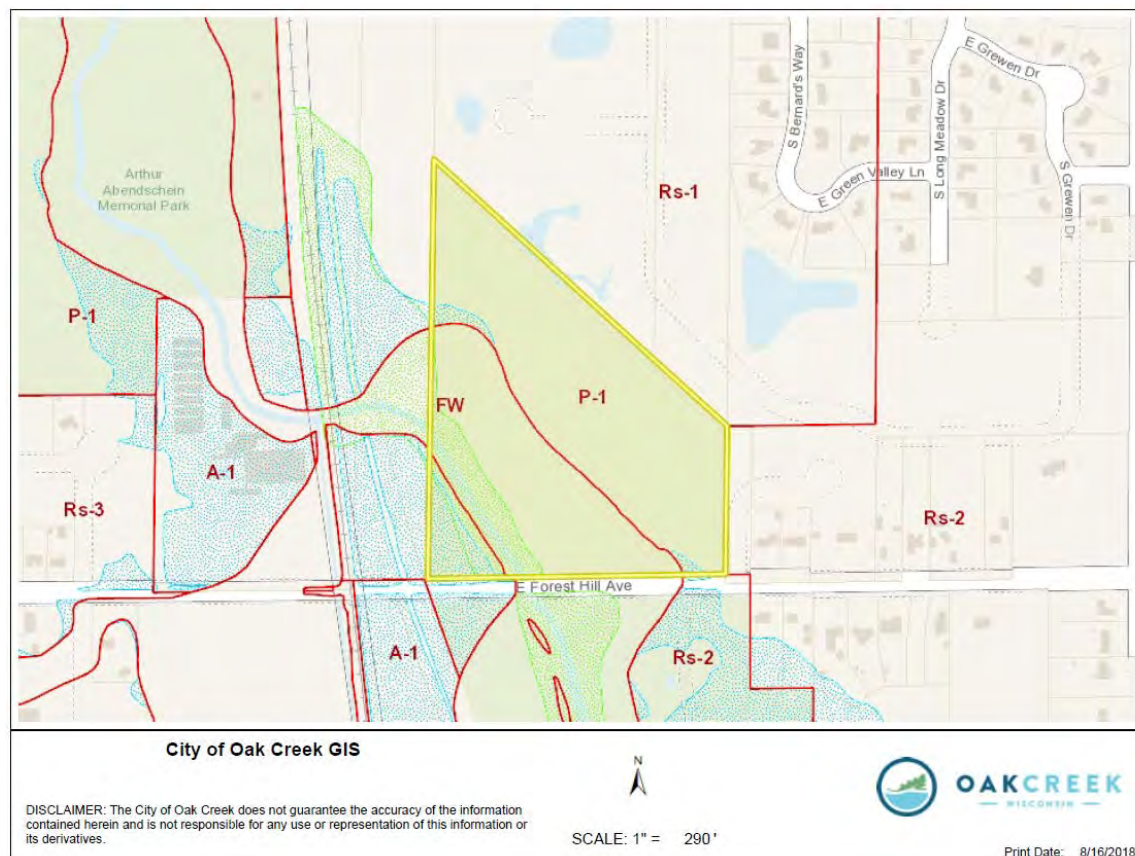 E Grewen Dr
S Bernard's Way
S Long Meadow Dr
E Green Valley Ln
S Grewen Dr
Arthur
Abendschein
Memonal Park
Rs-1
P-1
P-1
FW
A-1
Rs-3
Rs-2
E Forest Hill Ave
A-1
Rs-2
City of Oak Creek GIS
DISCLAIMER: The City of Oak Creek does not guarantee the accuracy of the information
contained herein and is not responsible for any use or representation of this information or
its derivatives.
N
SCALE: 1" = 290'
OAKCREEK
WISCONSIN
Print Date: 8/16/2018